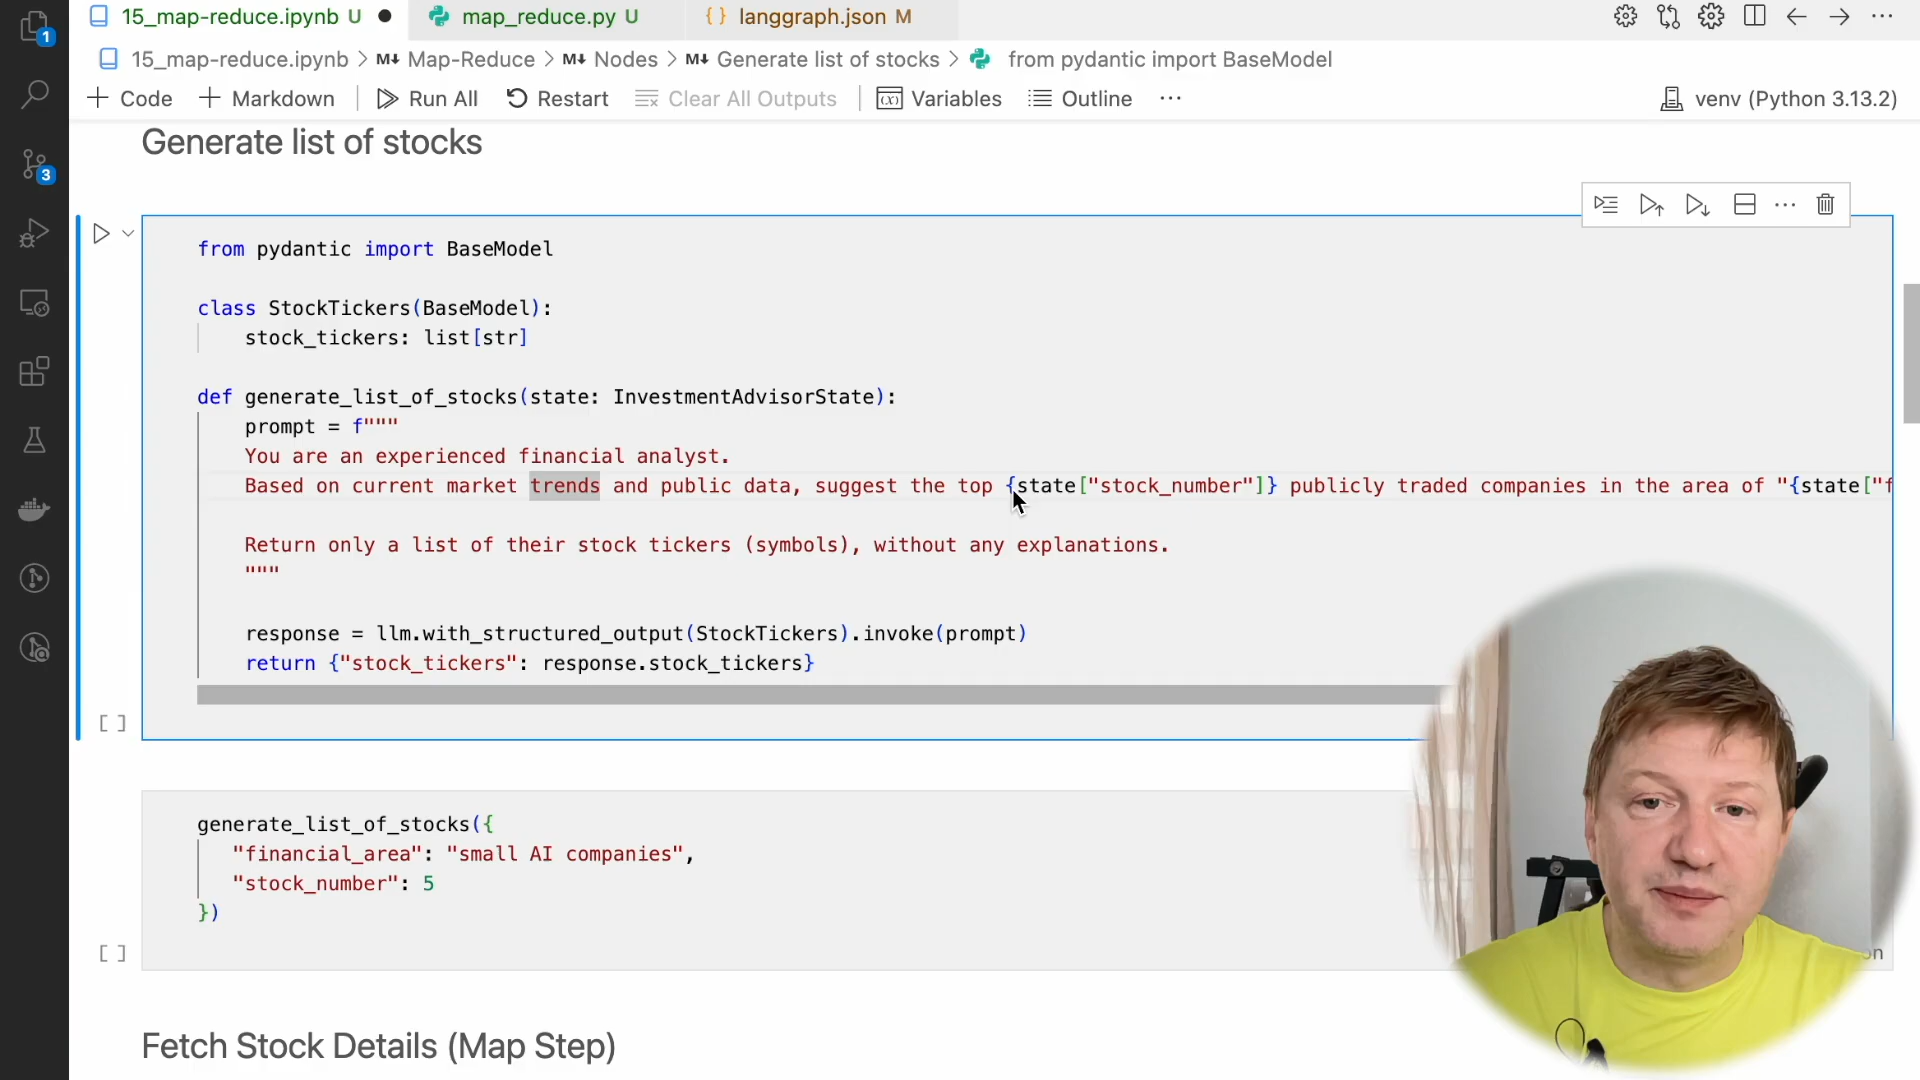 15_map-reduce.ipynb U
map_reduce.py U
langgraph.json M
15_map-reduce.ipynb > Map-Reduce > Nodes > Generate list of stocks > from pydantic import BaseModel
+ Code + Markdown Run All Restart Clear All Outputs Variables Outline ··· venv (Python 3.13.2)
1
3
Generate list of stocks
from pydantic import BaseModel
class StockTickers(BaseModel):
stock_tickers: list[str]
def generate_list_of_stocks(state: InvestmentAdvisorState):
prompt = f"""
You are an experienced financial analyst.
Based on current market trends and public data, suggest the top {state["stock_number"]} publicly traded companies in the area of "{state["f
Return only a list of their stock tickers (symbols), without any explanations.
"""
response = llm.with_structured_output(StockTickers).invoke(prompt)
return {"stock_tickers": response.stock_tickers}
[ ]
generate_list_of_stocks({
"financial_area": "small AI companies",
"stock_number": 5
})
[ ]
Fetch Stock Details (Map Step)